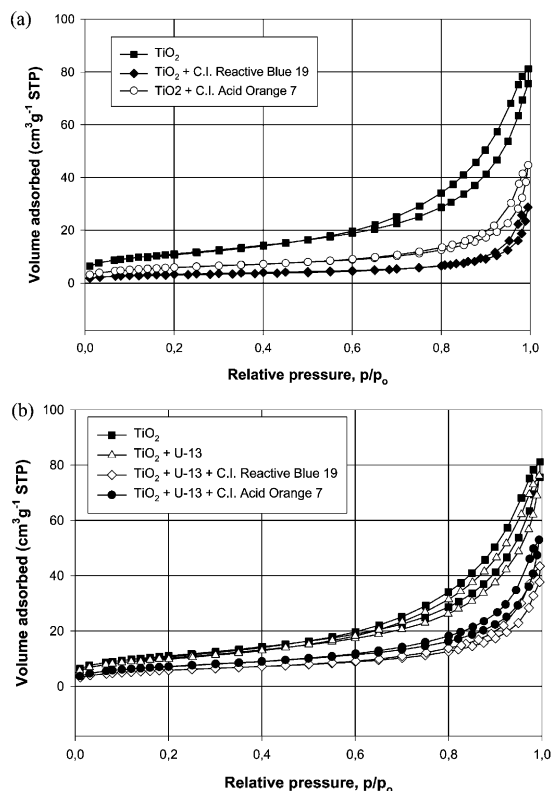 (a)
100
80
60
40
20
0
Volume adsorbed (cm³g⁻¹ STP)
TiO₂
TiO₂ + C.I. Reactive Blue 19
TiO2 + C.I. Acid Orange 7
0,0 0,2 0,4 0,6 0,8 1,0
Relative pressure, p/pₒ
(b)
100
80
60
40
20
0
Volume adsorbed (cm³g⁻¹ STP)
TiO₂
TiO₂ + U-13
TiO₂ + U-13 + C.I. Reactive Blue 19
TiO₂ + U-13 + C.I. Acid Orange 7
0,0 0,2 0,4 0,6 0,8 1,0
Relative pressure, p/pₒ